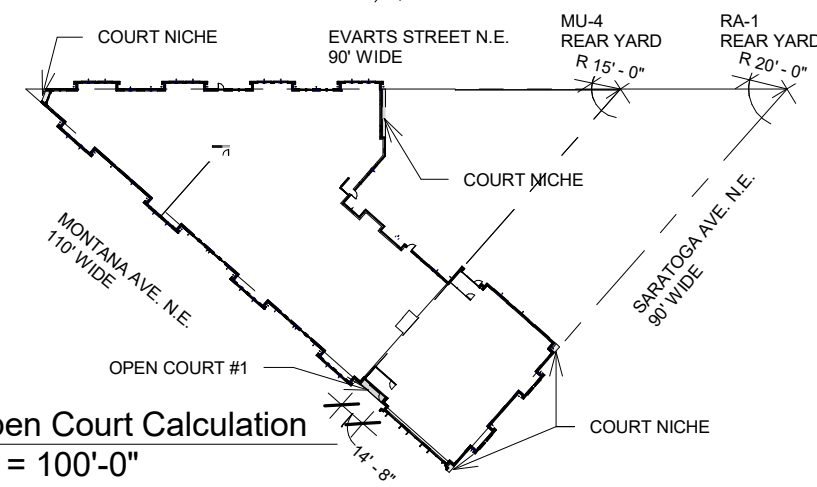 COURT NICHE
EVARTS STREET N.E.
90' WIDE
MU-4
REAR YARD
R 15' - 0"
RA-1
REAR YARD
R 20' - 0"
COURT NICHE
MONTANA AVE. N.E.
110' WIDE
SARATOGA AVE. N.E.
90' WIDE
OPEN COURT #1
COURT NICHE
14' - 8"
en Court Calculation
= 100'-0"